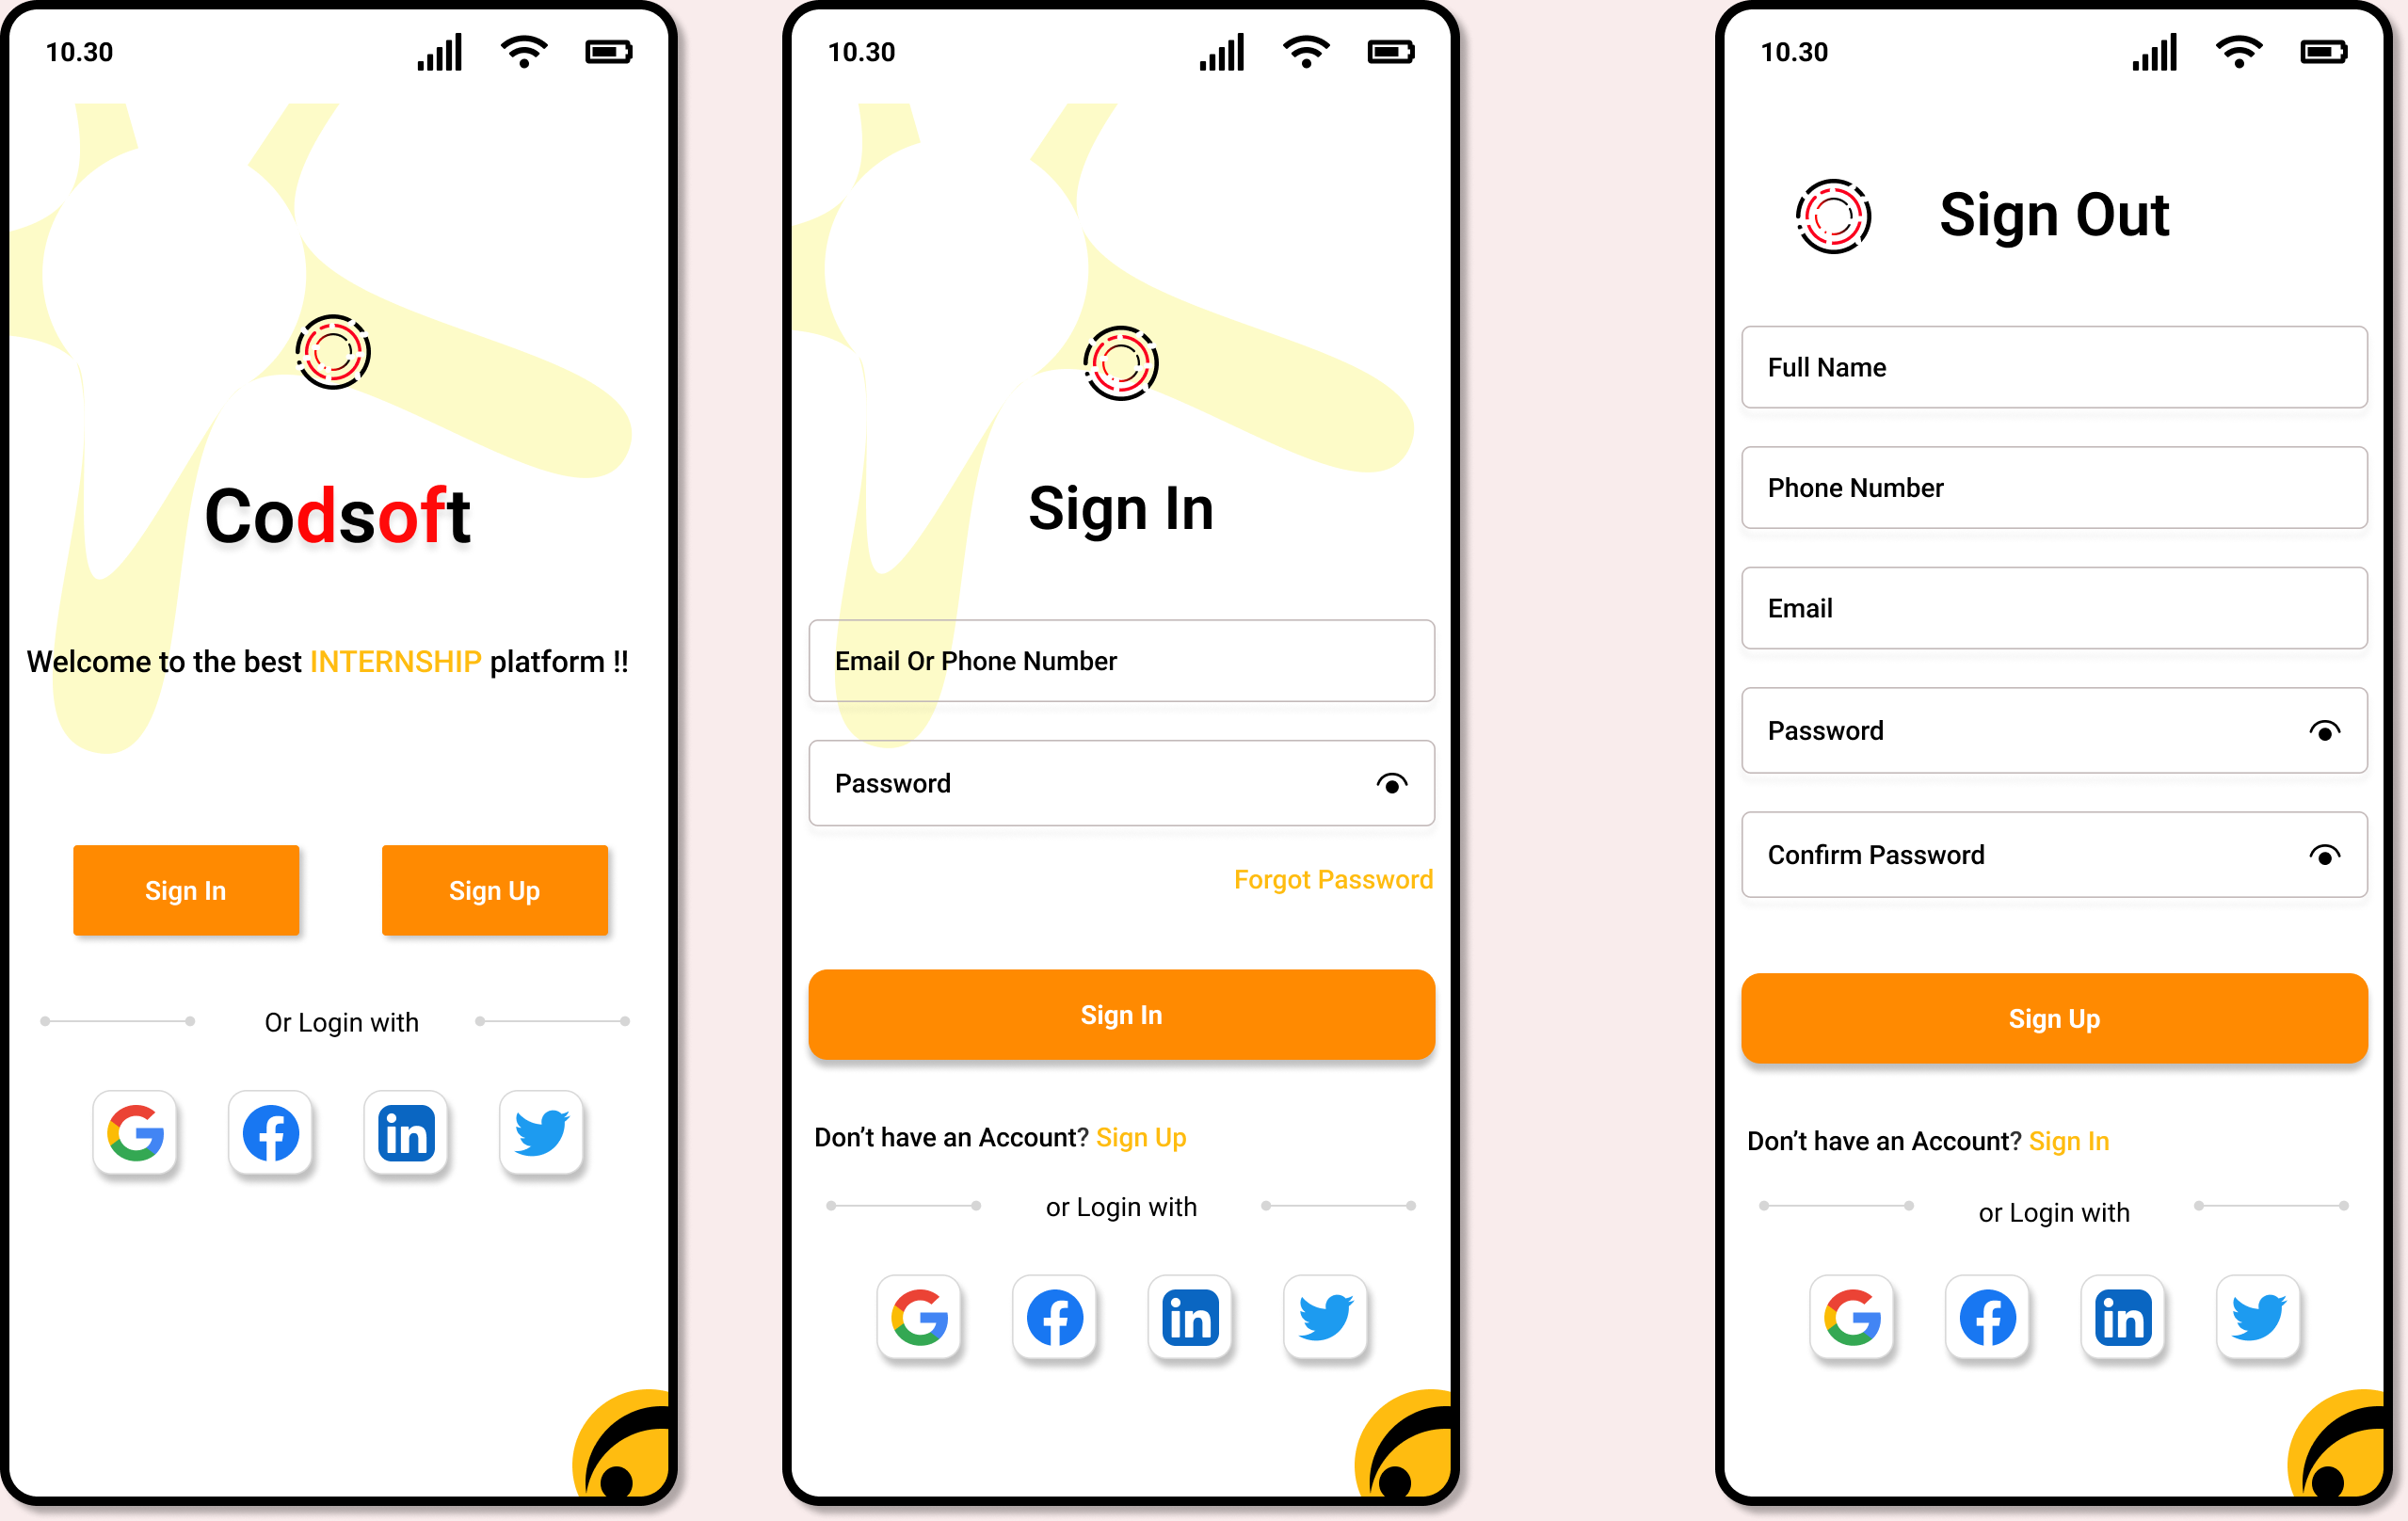 10.30
Codsoft
Welcome to the best INTERNSHIP platform !!
Sign In
Sign Up
Or Login with
10.30
Sign In
Email Or Phone Number
Password
Forgot Password
Sign In
Don’t have an Account? Sign Up
or Login with
10.30
Sign Out
Full Name
Phone Number
Email
Password
Confirm Password
Sign Up
Don’t have an Account? Sign In
or Login with